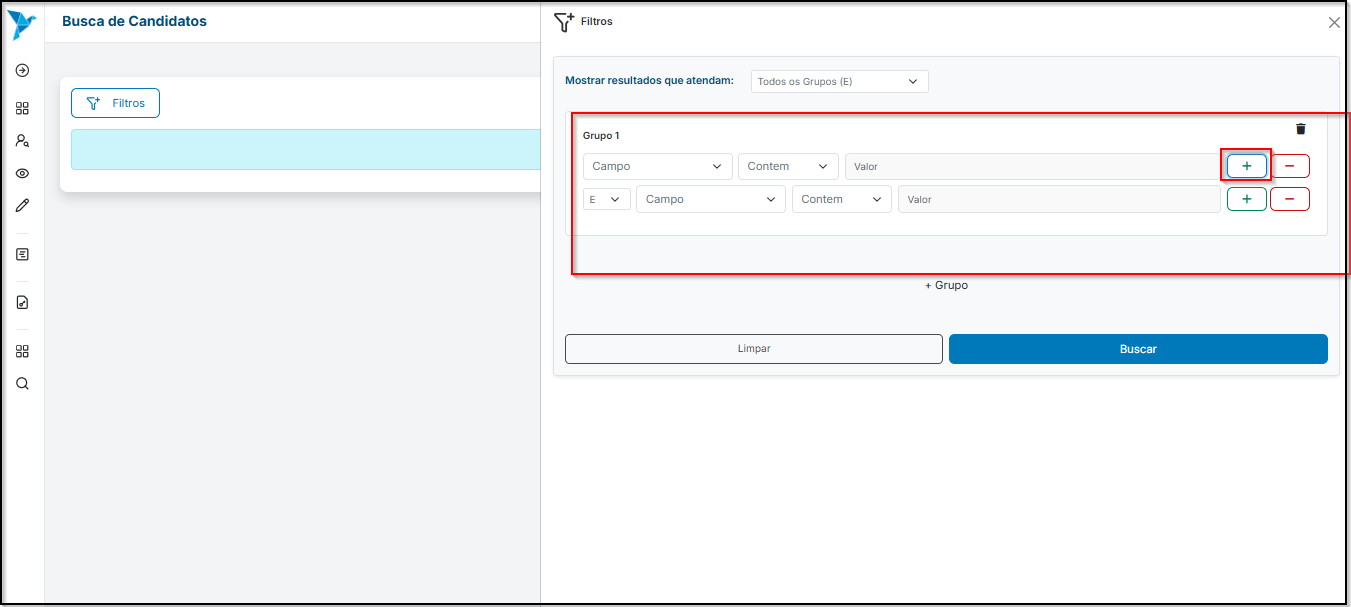 Busca de Candidatos
Filtros
Filtros
Mostrar resultados que atendam: Todos os Grupos (E)
Grupo 1
Campo Contem Valor + −
E Campo Contem Valor + −
+ Grupo
Limpar Buscar